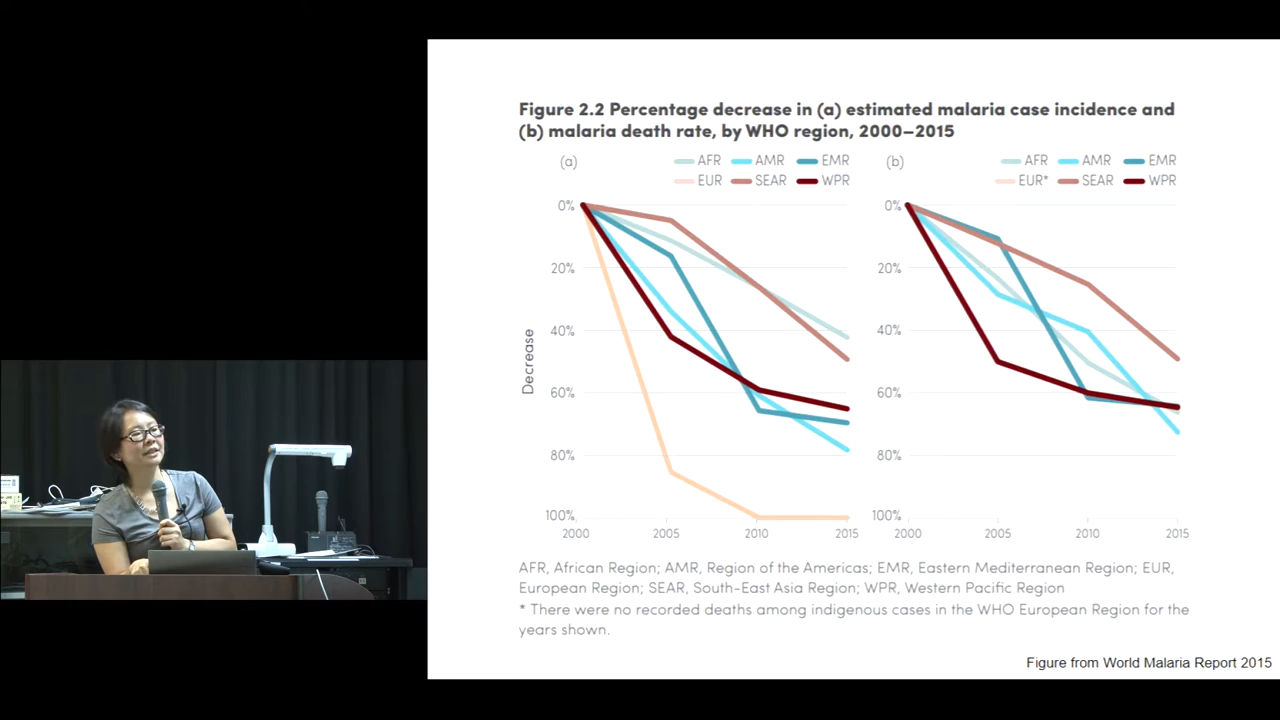 Figure 2.2 Percentage decrease in (a) estimated malaria case incidence and
(b) malaria death rate, by WHO region, 2000–2015
(a) AFR AMR EMR
EUR SEAR WPR
0%
20%
40%
60%
80%
100%
Decrease
2000 2005 2010 2015
(b) AFR AMR EMR
EUR* SEAR WPR
0%
20%
40%
60%
80%
100%
2000 2005 2010 2015
AFR, African Region; AMR, Region of the Americas; EMR, Eastern Mediterranean Region; EUR,
European Region; SEAR, South-East Asia Region; WPR, Western Pacific Region
* There were no recorded deaths among indigenous cases in the WHO European Region for the
years shown.
Figure from World Malaria Report 2015